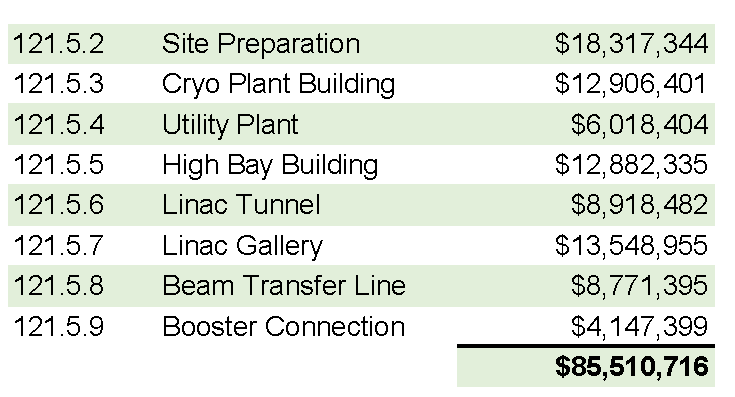 121.5.2 Site Preparation $18,317,344
121.5.3 Cryo Plant Building $12,906,401
121.5.4 Utility Plant $6,018,404
121.5.5 High Bay Building $12,882,335
121.5.6 Linac Tunnel $8,918,482
121.5.7 Linac Gallery $13,548,955
121.5.8 Beam Transfer Line $8,771,395
121.5.9 Booster Connection $4,147,399
$85,510,716